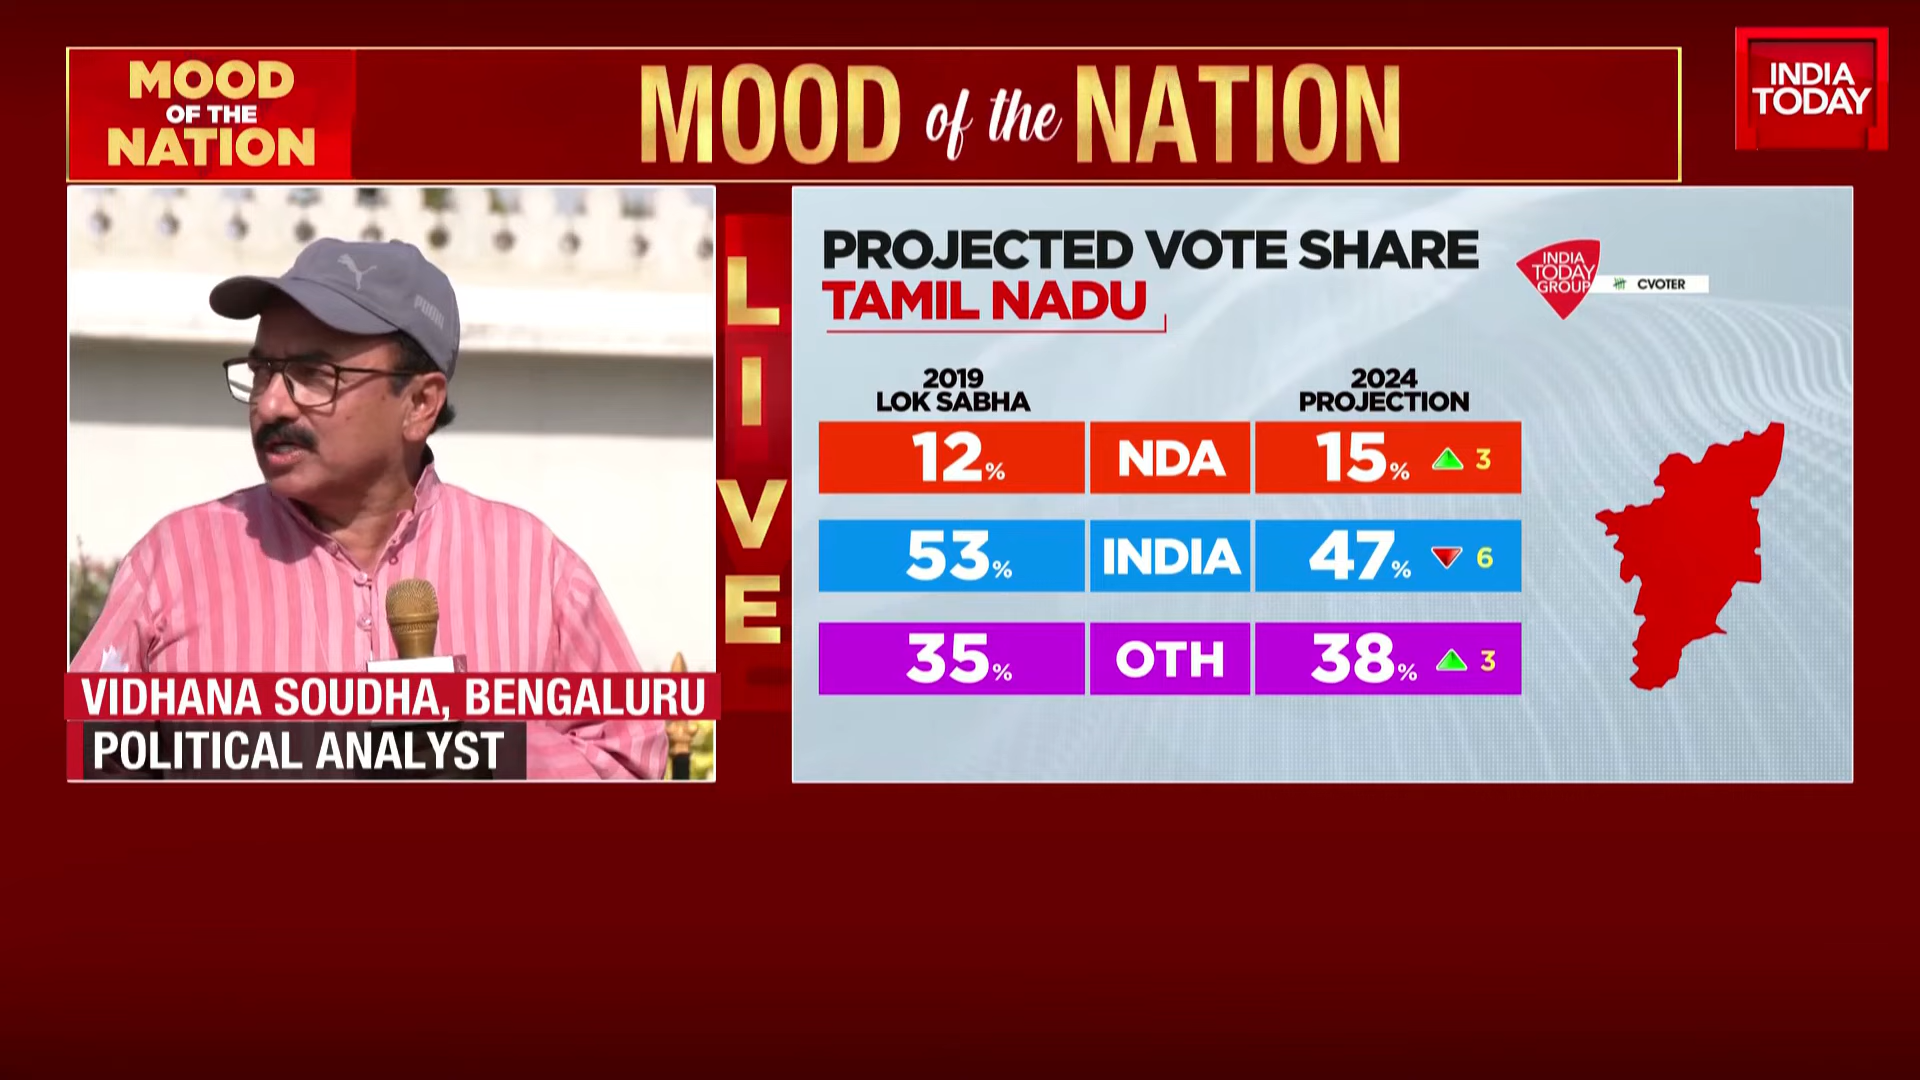 MOOD
OF THE
NATION
MOOD of the NATION
INDIA
TODAY
PUMA
LIVE
VIDHANA SOUDHA, BENGALURU
POLITICAL ANALYST
PROJECTED VOTE SHARE
TAMIL NADU
INDIA
TODAY
GROUP
CVOTER
2019
LOK SABHA
2024
PROJECTION
12% NDA 15% 3
53% INDIA 47% 6
35% OTH 38% 3